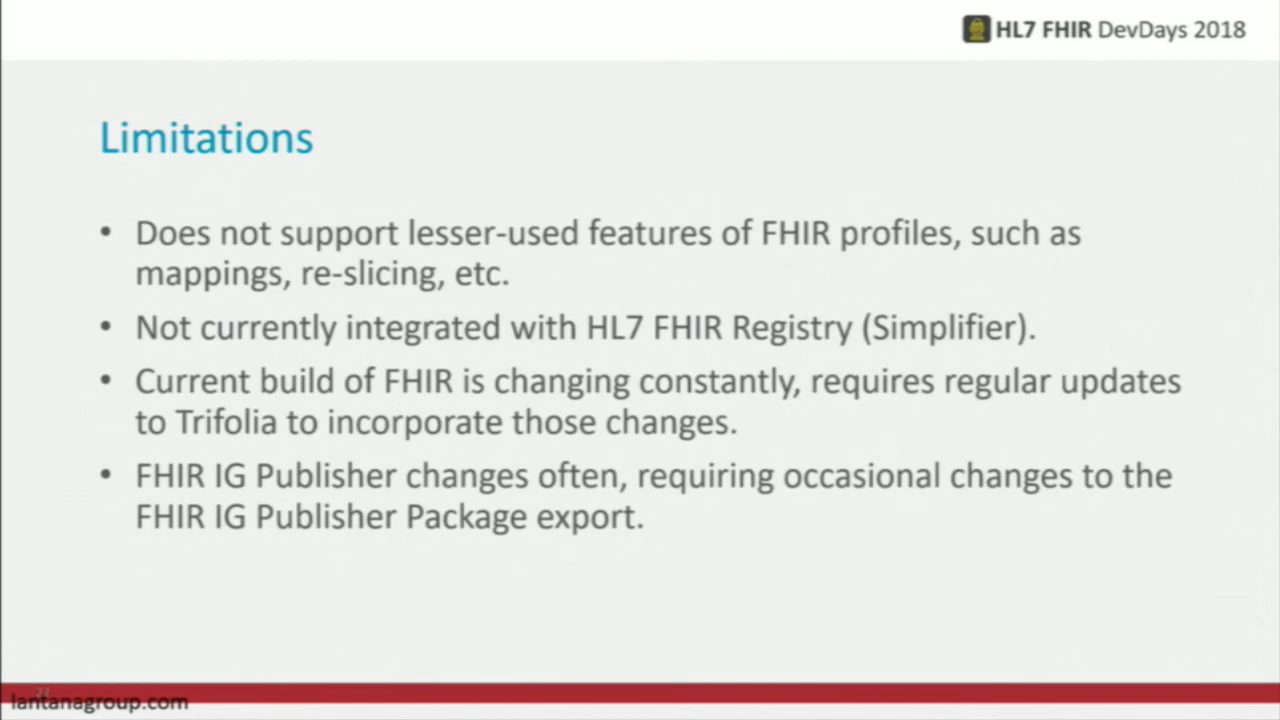 HL7 FHIR DevDays 2018
Limitations
• Does not support lesser-used features of FHIR profiles, such as
mappings, re-slicing, etc.
• Not currently integrated with HL7 FHIR Registry (Simplifier).
• Current build of FHIR is changing constantly, requires regular updates
to Trifolia to incorporate those changes.
• FHIR IG Publisher changes often, requiring occasional changes to the
FHIR IG Publisher Package export.
lantanagroup.com